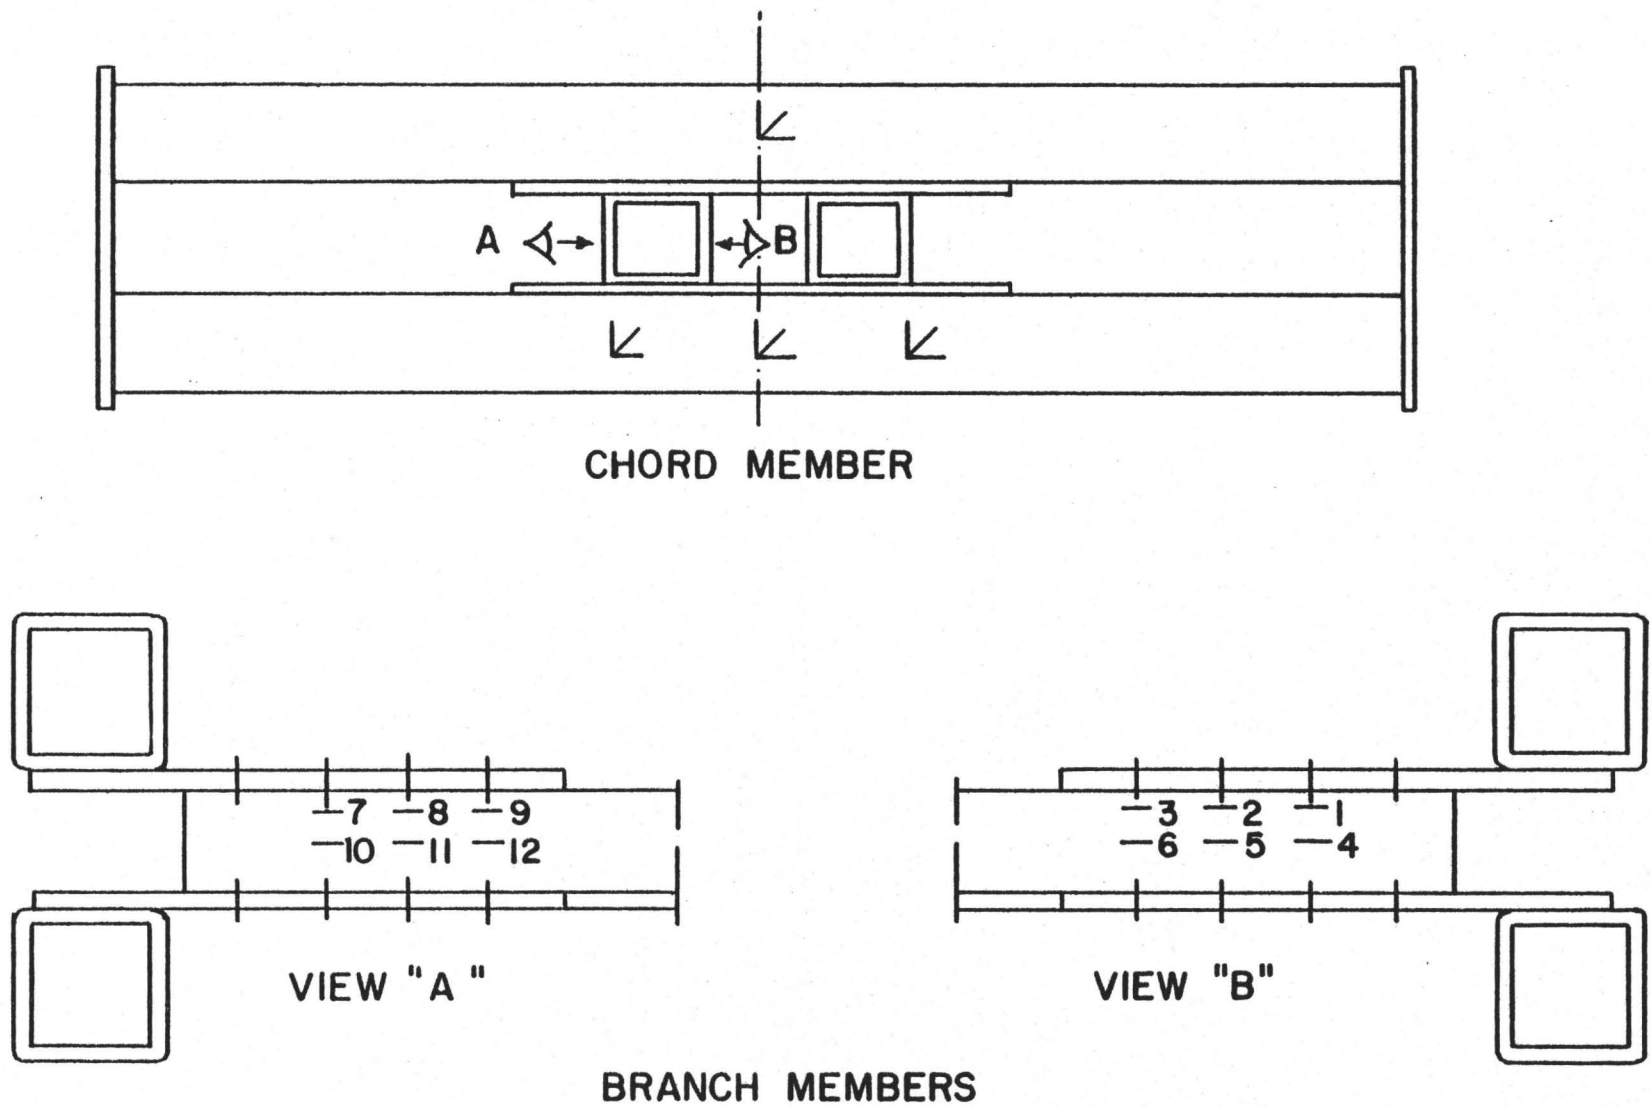 A B
CHORD MEMBER
7 8 9 3 2 1
10 11 12 6 5 4
VIEW "A" VIEW "B"
BRANCH MEMBERS